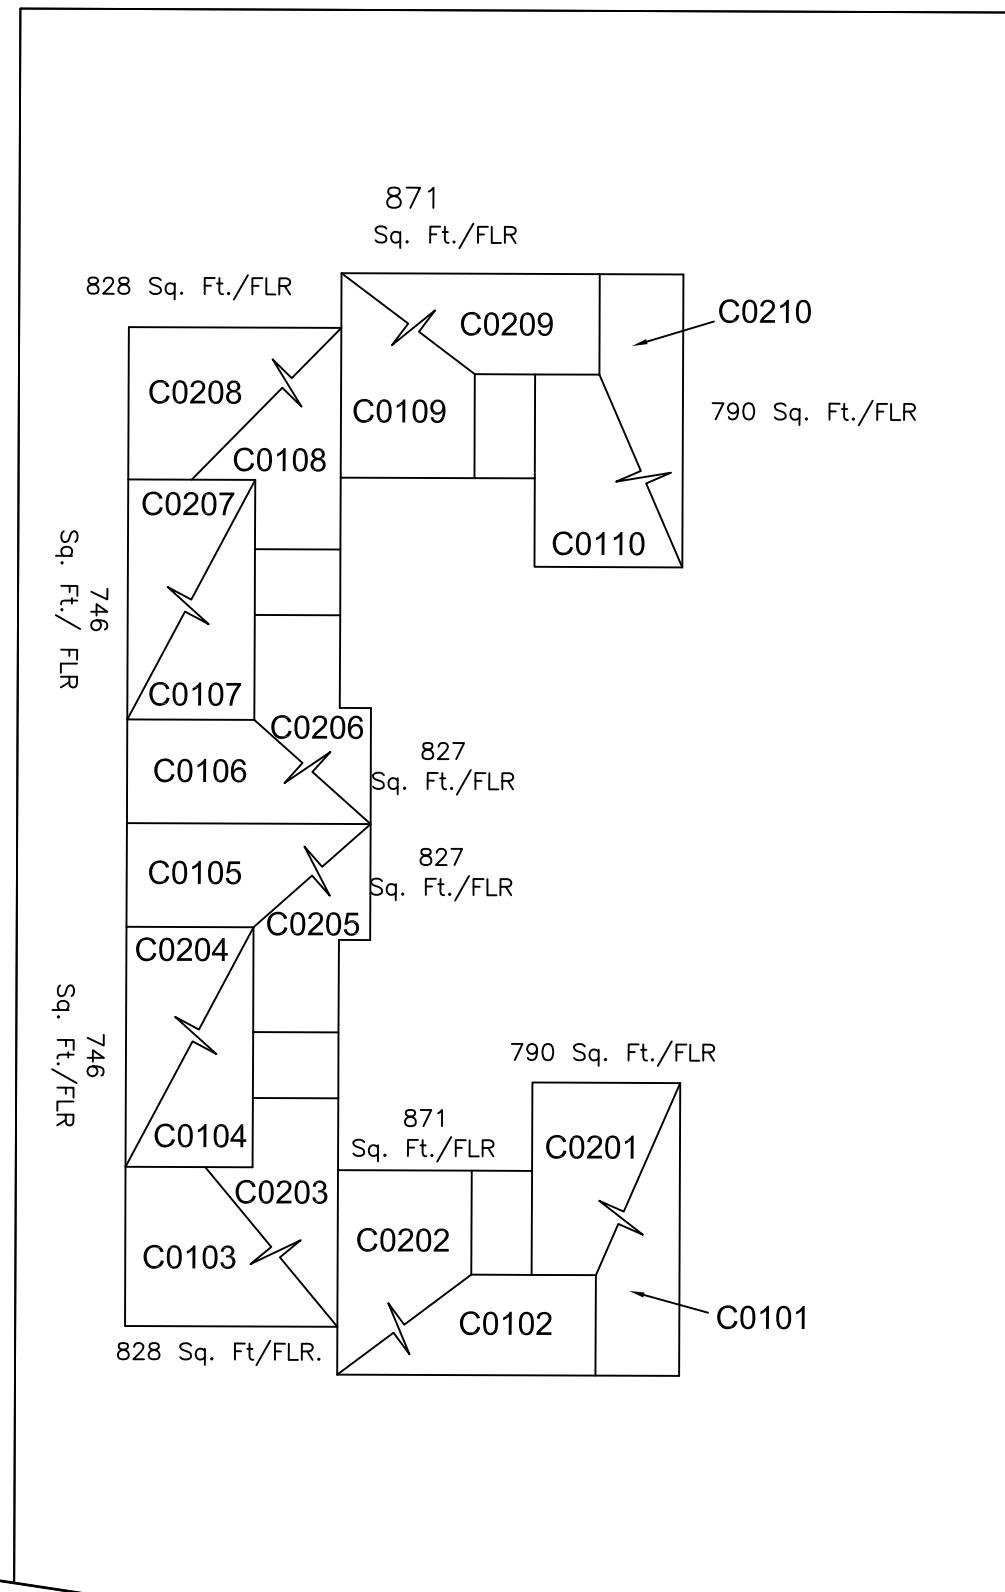 871
Sq. Ft./FLR
828 Sq. Ft./FLR
C0210
C0209
C0208
C0109
790 Sq. Ft./FLR
C0108
C0207
C0110
746
Sq. Ft./ FLR
C0107
C0206
827
Sq. Ft./FLR
C0106
827
Sq. Ft./FLR
C0105
C0205
C0204
746
Sq. Ft./FLR
790 Sq. Ft./FLR
871
Sq. Ft./FLR
C0104
C0201
C0203
C0202
C0103
C0102
C0101
828 Sq. Ft/FLR.